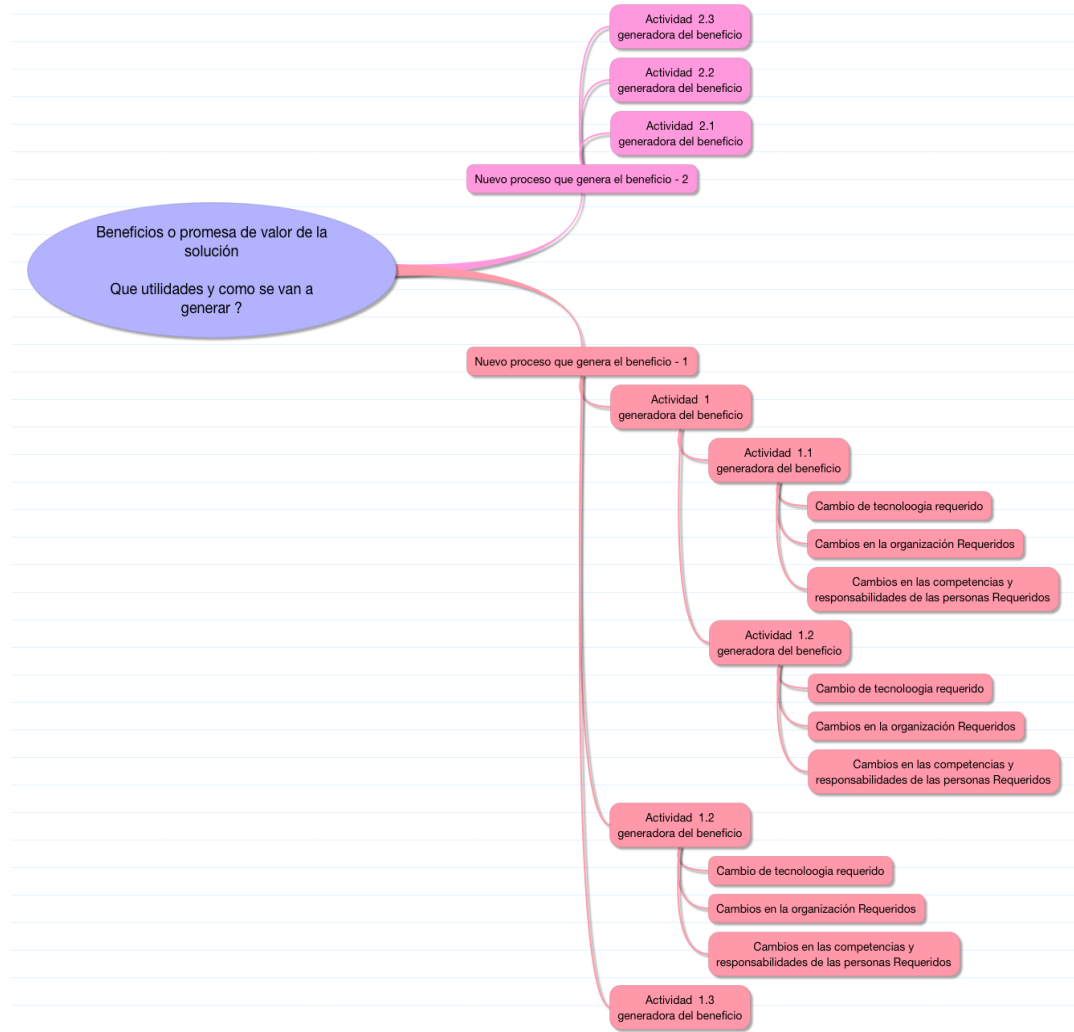 Actividad 2.3
generadora del beneficio
Actividad 2.2
generadora del beneficio
Actividad 2.1
generadora del beneficio
Nuevo proceso que genera el beneficio - 2
Beneficios o promesa de valor de la
solución
Que utilidades y como se van a
generar ?
Nuevo proceso que genera el beneficio - 1
Actividad 1
generadora del beneficio
Actividad 1.1
generadora del beneficio
Cambio de tecnoloogia requerido
Cambios en la organización Requeridos
Cambios en las competencias y
responsabilidades de las personas Requeridos
Actividad 1.2
generadora del beneficio
Cambio de tecnoloogia requerido
Cambios en la organización Requeridos
Cambios en las competencias y
responsabilidades de las personas Requeridos
Actividad 1.2
generadora del beneficio
Cambio de tecnoloogia requerido
Cambios en la organización Requeridos
Cambios en las competencias y
responsabilidades de las personas Requeridos
Actividad 1.3
generadora del beneficio